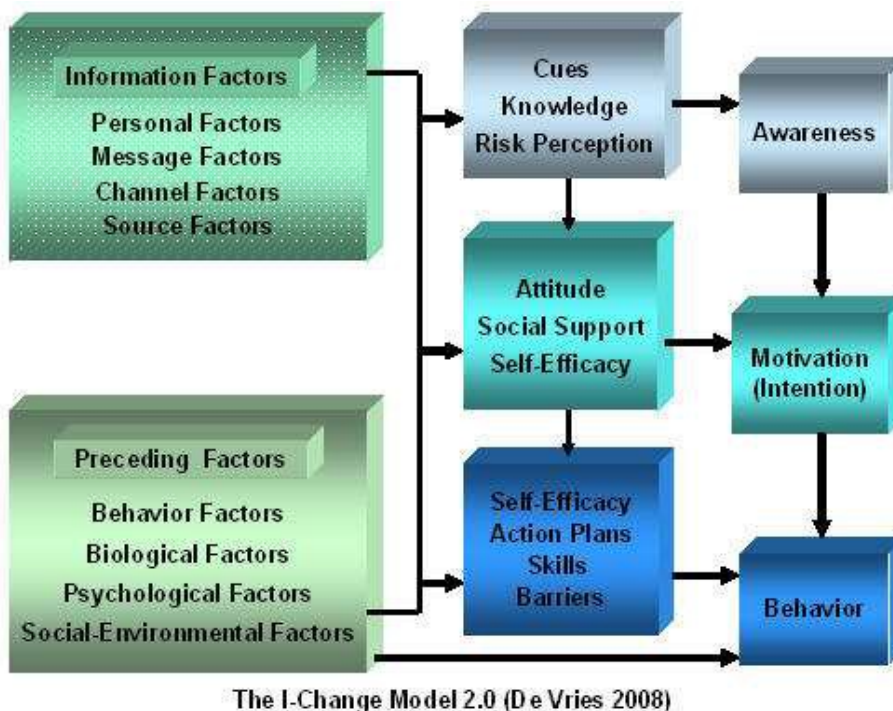 Information Factors
Personal Factors
Message Factors
Channel Factors
Source Factors
Preceding Factors
Behavior Factors
Biological Factors
Psychological Factors
Social-Environmental Factors
Cues
Knowledge
Risk Perception
Attitude
Social Support
Self-Efficacy
Self-Efficacy
Action Plans
Skills
Barriers
Awareness
Motivation
(Intention)
Behavior
The I-Change Model 2.0 (De Vries 2008)